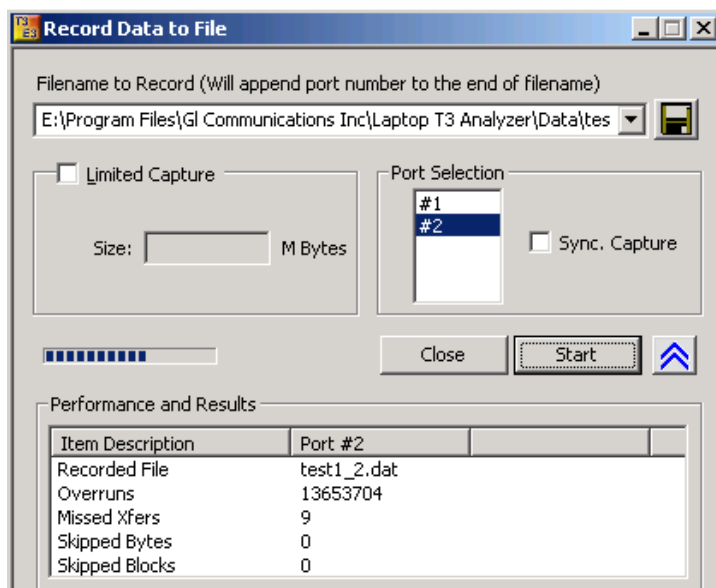 T3 E3 Record Data to File
Filename to Record (Will append port number to the end of filename)
E:\Program Files\Gl Communications Inc\Laptop T3 Analyzer\Data\tes
Limited Capture
Port Selection
#1
#2
Size: M Bytes
Sync. Capture
Close Start
Performance and Results
Item Description Port #2
Recorded File test1_2.dat
Overruns 13653704
Missed Xfers 9
Skipped Bytes 0
Skipped Blocks 0